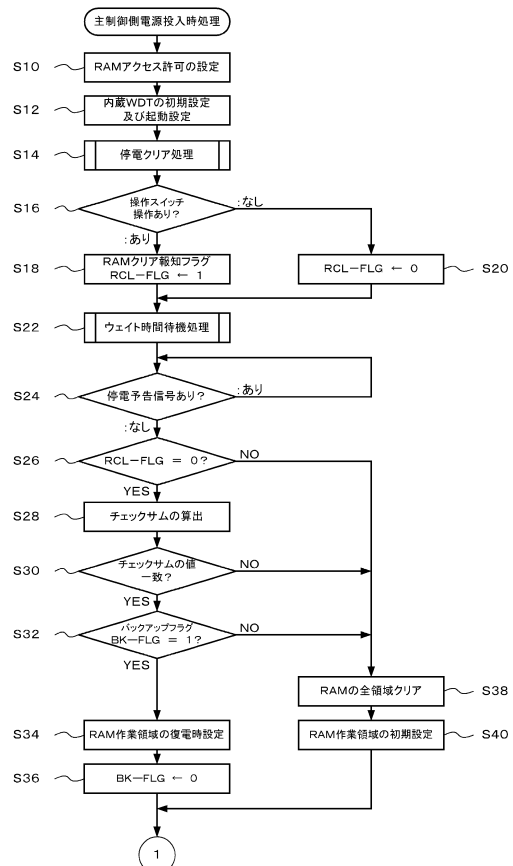 主制御側電源投入時処理
S10
RAMアクセス許可の設定
S12
内蔵WDTの初期設定
及び起動設定
S14
停電クリア処理
S16
操作スイッチ
操作あり?
:なし
:あり
S18
RAMクリア報知フラグ
RCL-FLG ← 1
RCL-FLG ← 0
S20
S22
ウェイト時間待機処理
S24
停電予告信号あり?
:あり
:なし
S26
RCL-FLG = 0?
NO
YES
S28
チェックサムの算出
S30
チェックサムの値
一致?
NO
YES
S32
バックアップフラグ
BK-FLG = 1?
NO
YES
RAMの全領域クリア
S38
S34
RAM作業領域の復電時設定
RAM作業領域の初期設定
S40
S36
BK-FLG ← 0
1